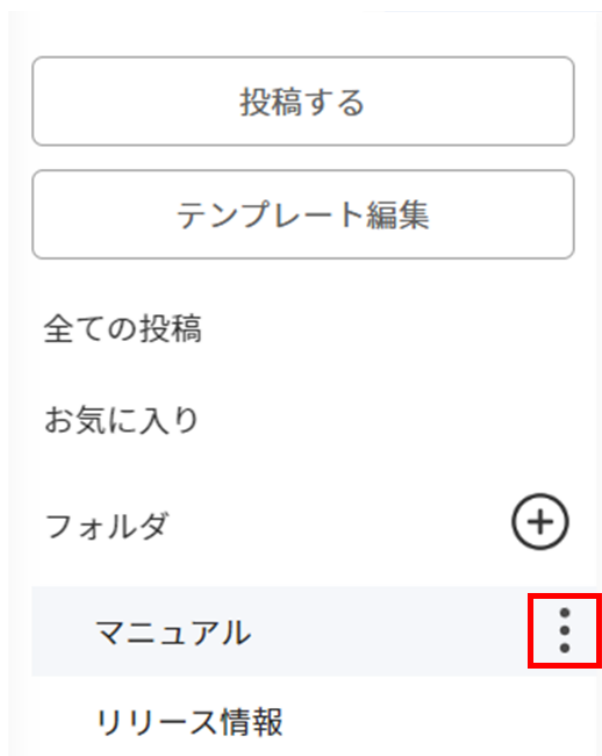 投稿する
テンプレート編集
全ての投稿
お気に入り
フォルダ
マニュアル
リリース情報